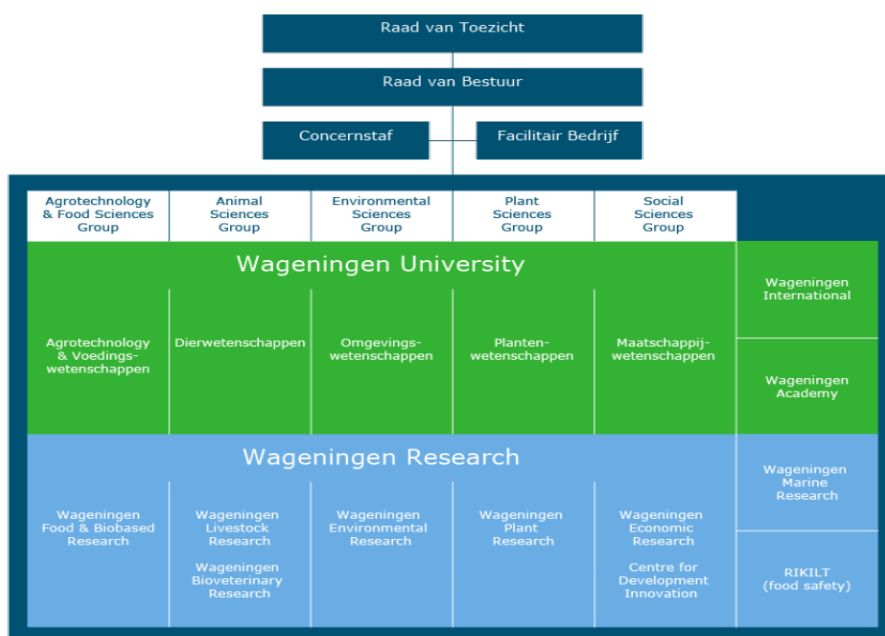 Raad van Toezicht
Raad van Bestuur
Concernstaf
Facilitair Bedrijf
Agrotechnology
& Food Sciences
Group
Animal
Sciences
Group
Environmental
Sciences
Group
Plant
Sciences
Group
Social
Sciences
Group
Wageningen University
Wageningen
International
Agrotechnology
& Voedings-
wetenschappen
Dierwetenschappen
Omgevings-
wetenschappen
Planten-
wetenschappen
Maatschappij-
wetenschappen
Wageningen
Academy
Wageningen Research
Wageningen
Marine
Research
Wageningen
Food & Biobased
Research
Wageningen
Livestock
Research
Wageningen
Bioveterinary
Research
Wageningen
Environmental
Research
Wageningen
Plant
Research
Wageningen
Economic
Research
Centre for
Development
Innovation
RIKILT
(food safety)